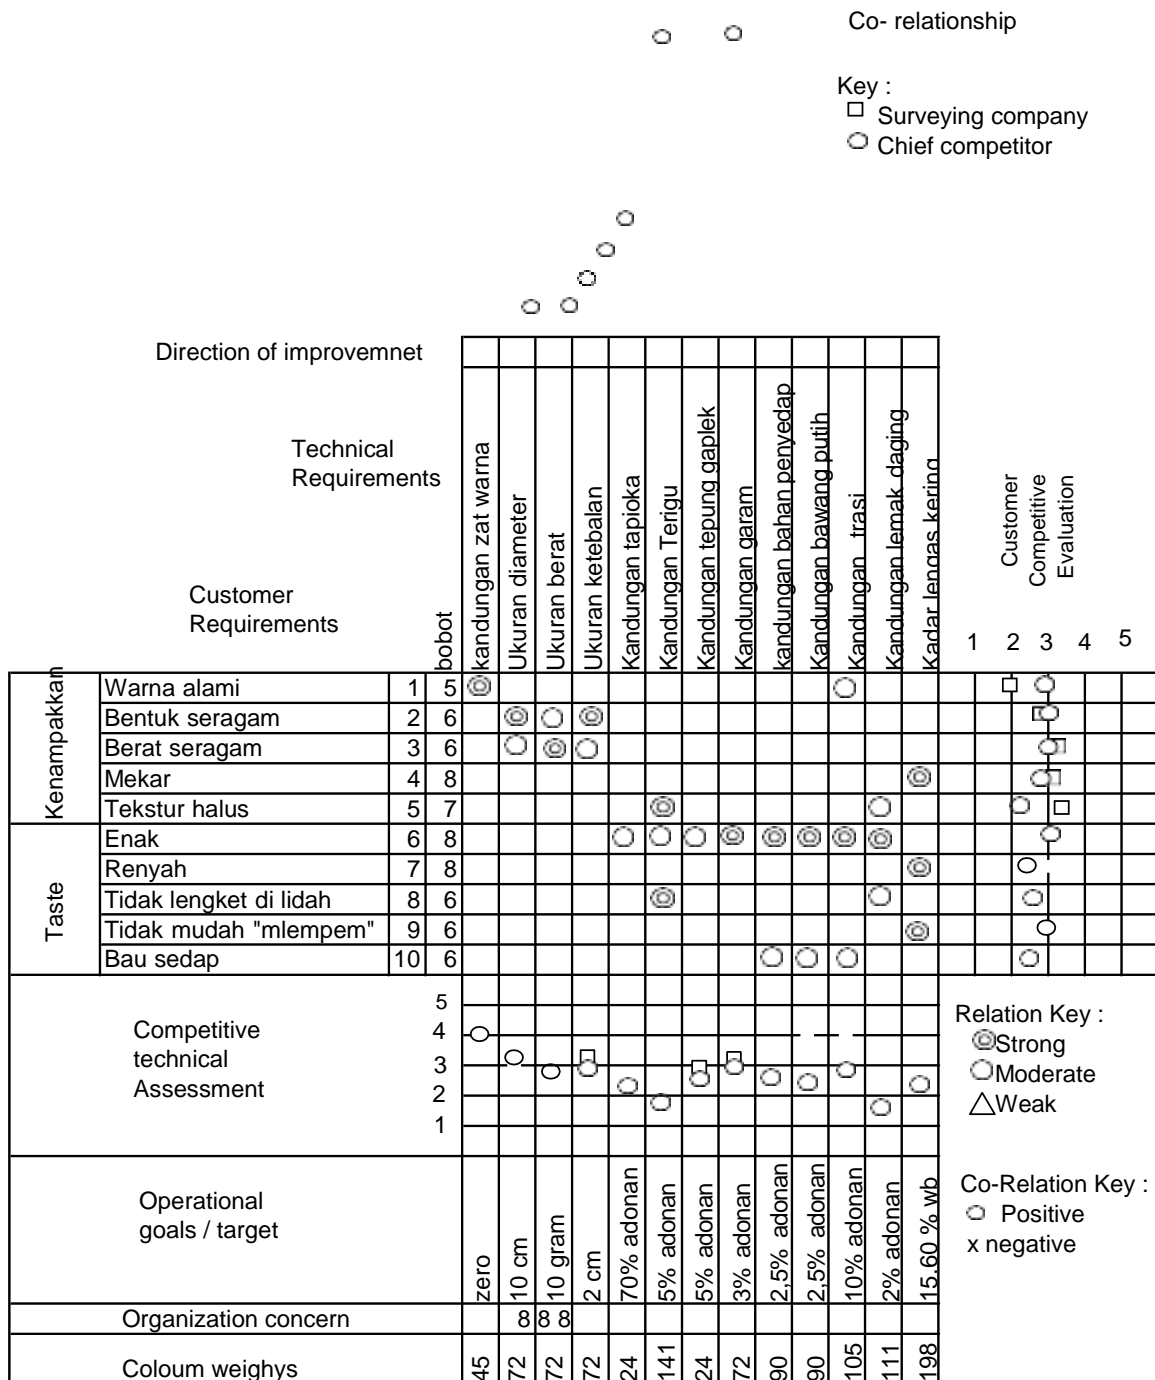 Co- relationship
Key :
Surveying company
Chief competitor
Direction of improvemnet
Technical
Requirements
Customer
Requirements
bobot
kandungan zat warna
Ukuran diameter
Ukuran berat
Ukuran ketebalan
Kandungan tapioka
Kandungan Terigu
Kandungan tepung gaplek
Kandungan garam
kandungan bahan penyedap
Kandungan bawang putih
Kandungan trasi
Kandungan lemak daging
Kadar lengas kering
Customer
Competitive
Evaluation
1 2 3 4 5
Kenampakkan
Warna alami 1 5
Bentuk seragam 2 6
Berat seragam 3 6
Mekar 4 8
Tekstur halus 5 7
Taste
Enak 6 8
Renyah 7 8
Tidak lengket di lidah 8 6
Tidak mudah "mlempem" 9 6
Bau sedap 10 6
Competitive
technical
Assessment
5
4
3
2
1
Relation Key :
Strong
Moderate
Weak
Operational
goals / target
zero
10 cm
10 gram
2 cm
70% adonan
5% adonan
5% adonan
3% adonan
2,5% adonan
2,5% adonan
10% adonan
2% adonan
15.60 % wb
Co-Relation Key :
Positive
x negative
Organization concern 8 8 8
Coloum weighys 45 72 72 72 24 141 24 72 90 90 105 111 198